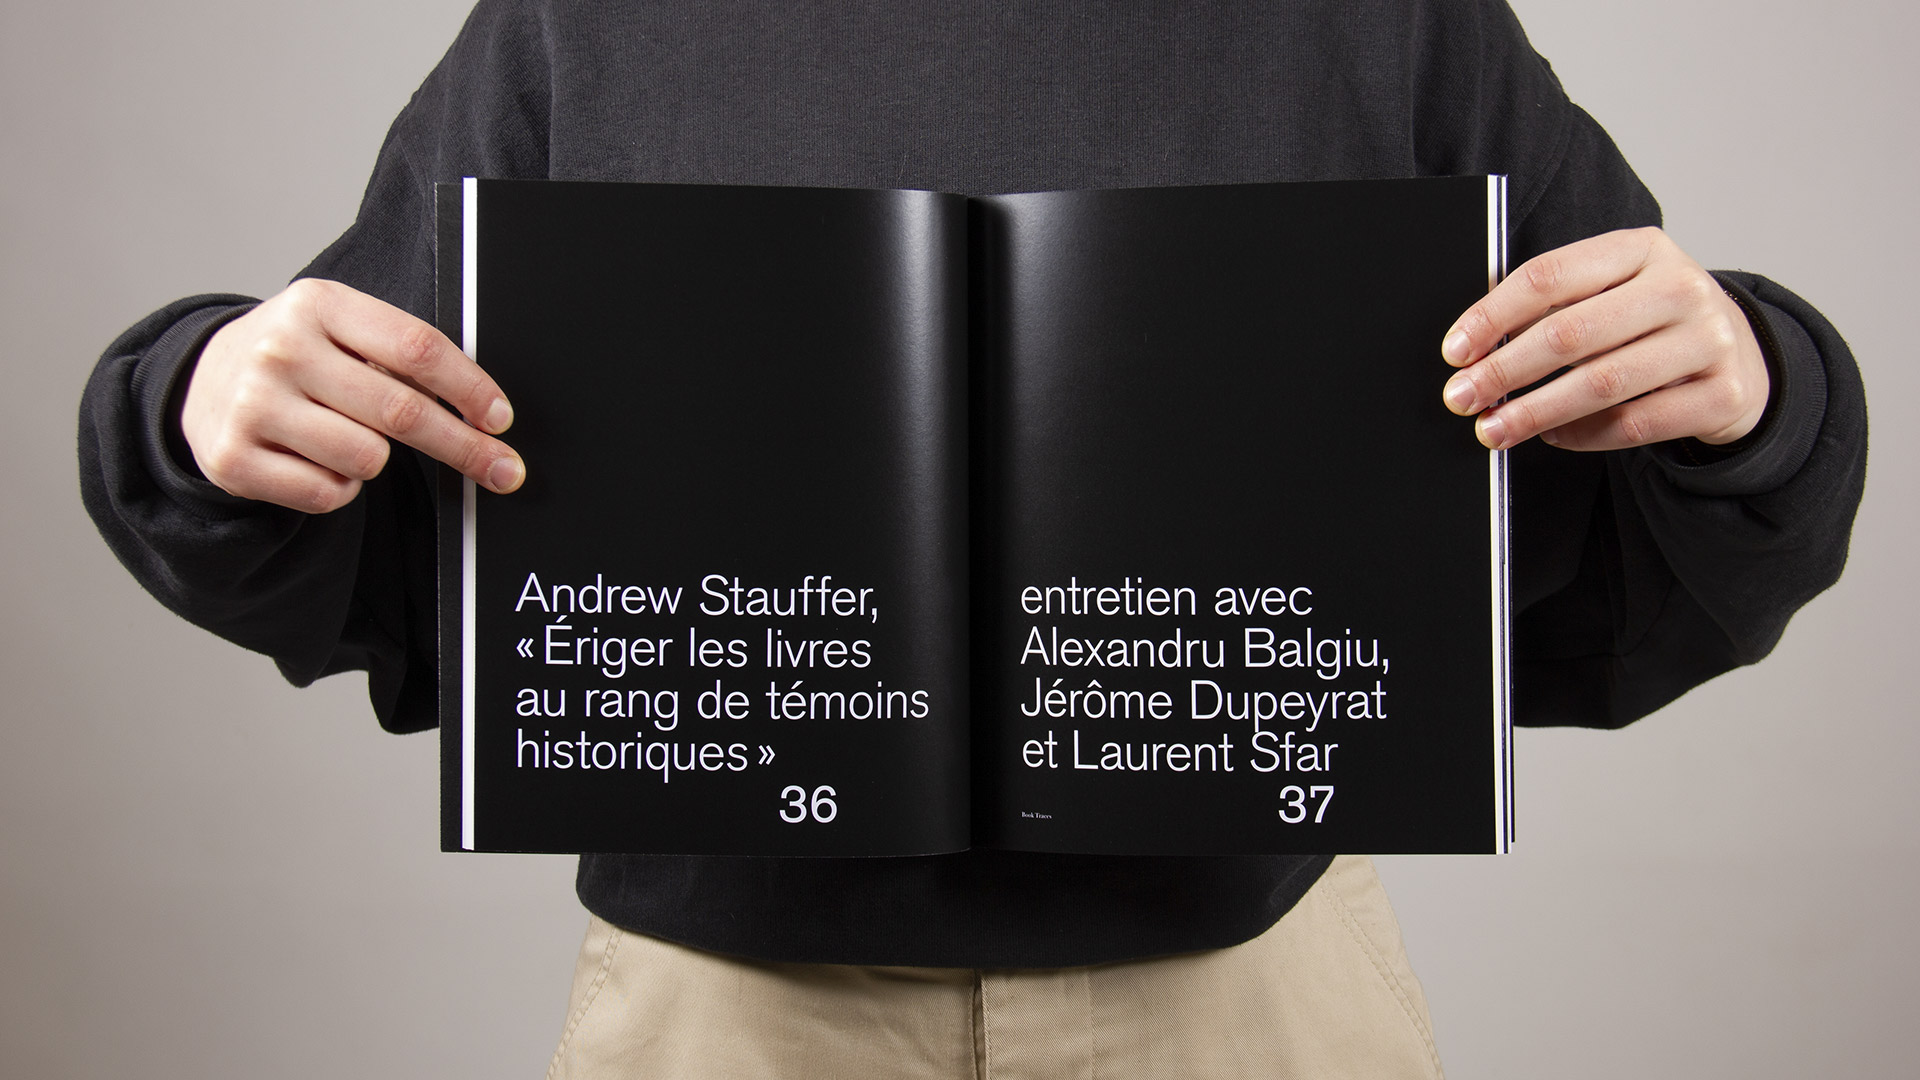 Andrew Stauffer,
« Ériger les livres
au rang de témoins
historiques »
36
entretien avec
Alexandru Balgiu,
Jérôme Dupeyrat
et Laurent Sfar
37
Book Traces